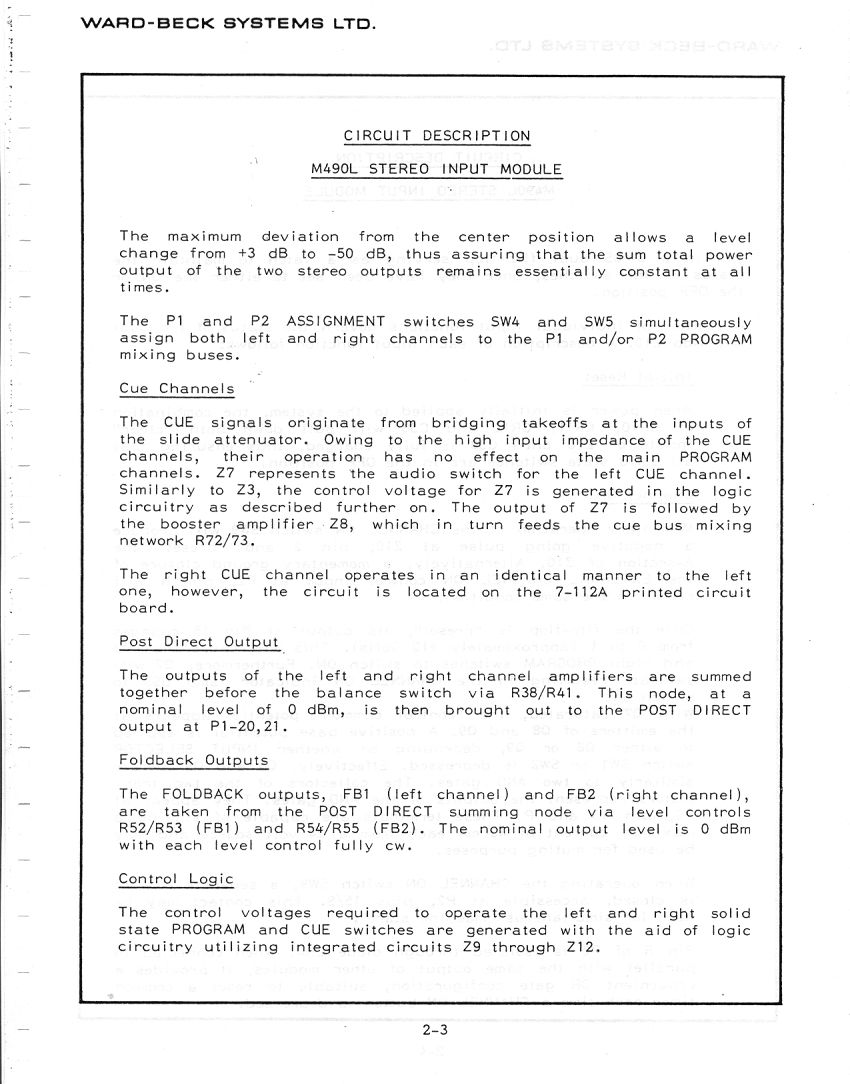 WARD-BECK SYSTEMS LTD.
CIRCUIT DESCRIPTION
M490L STEREO INPUT MODULE
The maximum deviation from the center position allows a level
change from +3 dB to -50 dB, thus assuring that the sum total power
output of the two stereo outputs remains essentially constant at all
times.
The P1 and P2 ASSIGNMENT switches SW4 and SW5 simultaneously
assign both left and right channels to the P1 and/or P2 PROGRAM
mixing buses.
Cue Channels
The CUE signals originate from bridging takeoffs at the inputs of
the slide attenuator. Owing to the high input impedance of the CUE
channels, their operation has no effect on the main PROGRAM
channels. Z7 represents the audio switch for the left CUE channel.
Similarly to Z3, the control voltage for Z7 is generated in the logic
circuitry as described further on. The output of Z7 is followed by
the booster amplifier Z8, which in turn feeds the cue bus mixing
network R72/73.
The right CUE channel operates in an identical manner to the left
one, however, the circuit is located on the 7-112A printed circuit
board.
Post Direct Output
The outputs of the left and right channel amplifiers are summed
together before the balance switch via R38/R41. This node, at a
nominal level of 0 dBm, is then brought out to the POST DIRECT
output at P1-20,21.
Foldback Outputs
The FOLDBACK outputs, FB1 (left channel) and FB2 (right channel),
are taken from the POST DIRECT summing node via level controls
R52/R53 (FB1) and R54/R55 (FB2). The nominal output level is 0 dBm
with each level control fully cw.
Control Logic
The control voltages required to operate the left and right solid
state PROGRAM and CUE switches are generated with the aid of logic
circuitry utilizing integrated circuits Z9 through Z12.
2-3